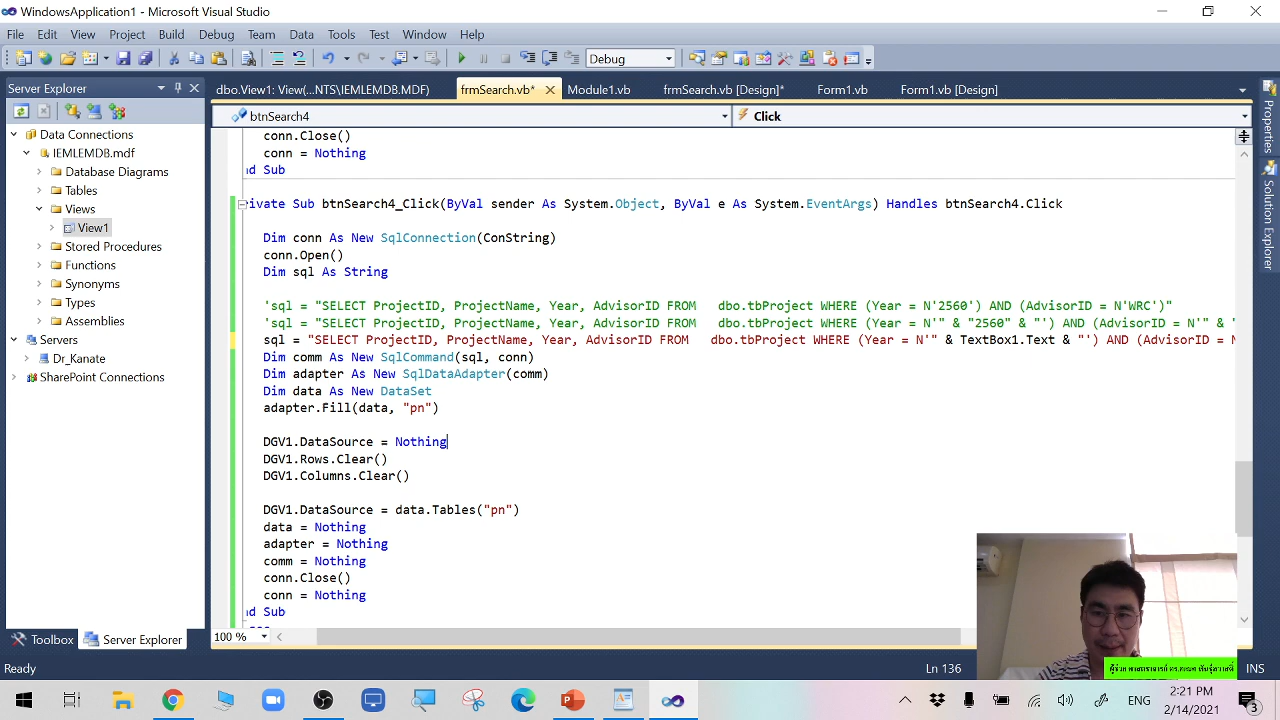 WindowsApplication1 - Microsoft Visual Studio
File Edit View Project Build Debug Team Data Tools Test Window Help
Debug
Server Explorer
dbo.View1: View(...NTS\IEMLEMDB.MDF) frmSearch.vb* Module1.vb frmSearch.vb [Design]* Form1.vb Form1.vb [Design]
btnSearch4 Click
Data Connections
IEMLEMDB.mdf
Database Diagrams
Tables
Views
View1
Stored Procedures
Functions
Synonyms
Types
Assemblies
Servers
Dr_Kanate
SharePoint Connections
conn.Close()
conn = Nothing
nd Sub
rivate Sub btnSearch4_Click(ByVal sender As System.Object, ByVal e As System.EventArgs) Handles btnSearch4.Click
Dim conn As New SqlConnection(ConString)
conn.Open()
Dim sql As String
'sql = "SELECT ProjectID, ProjectName, Year, AdvisorID FROM dbo.tbProject WHERE (Year = N'2560') AND (AdvisorID = N'WRC')"
'sql = "SELECT ProjectID, ProjectName, Year, AdvisorID FROM dbo.tbProject WHERE (Year = N'" & "2560" & "') AND (AdvisorID = N'" & "
sql = "SELECT ProjectID, ProjectName, Year, AdvisorID FROM dbo.tbProject WHERE (Year = N'" & TextBox1.Text & "') AND (AdvisorID = N
Dim comm As New SqlCommand(sql, conn)
Dim adapter As New SqlDataAdapter(comm)
Dim data As New DataSet
adapter.Fill(data, "pn")
DGV1.DataSource = Nothing
DGV1.Rows.Clear()
DGV1.Columns.Clear()
DGV1.DataSource = data.Tables("pn")
data = Nothing
adapter = Nothing
comm = Nothing
conn.Close()
conn = Nothing
nd Sub
Properties
Solution Explorer
100 %
Toolbox Server Explorer
Ready Ln 136 INS
ENG
2:21 PM
2/14/2021
3